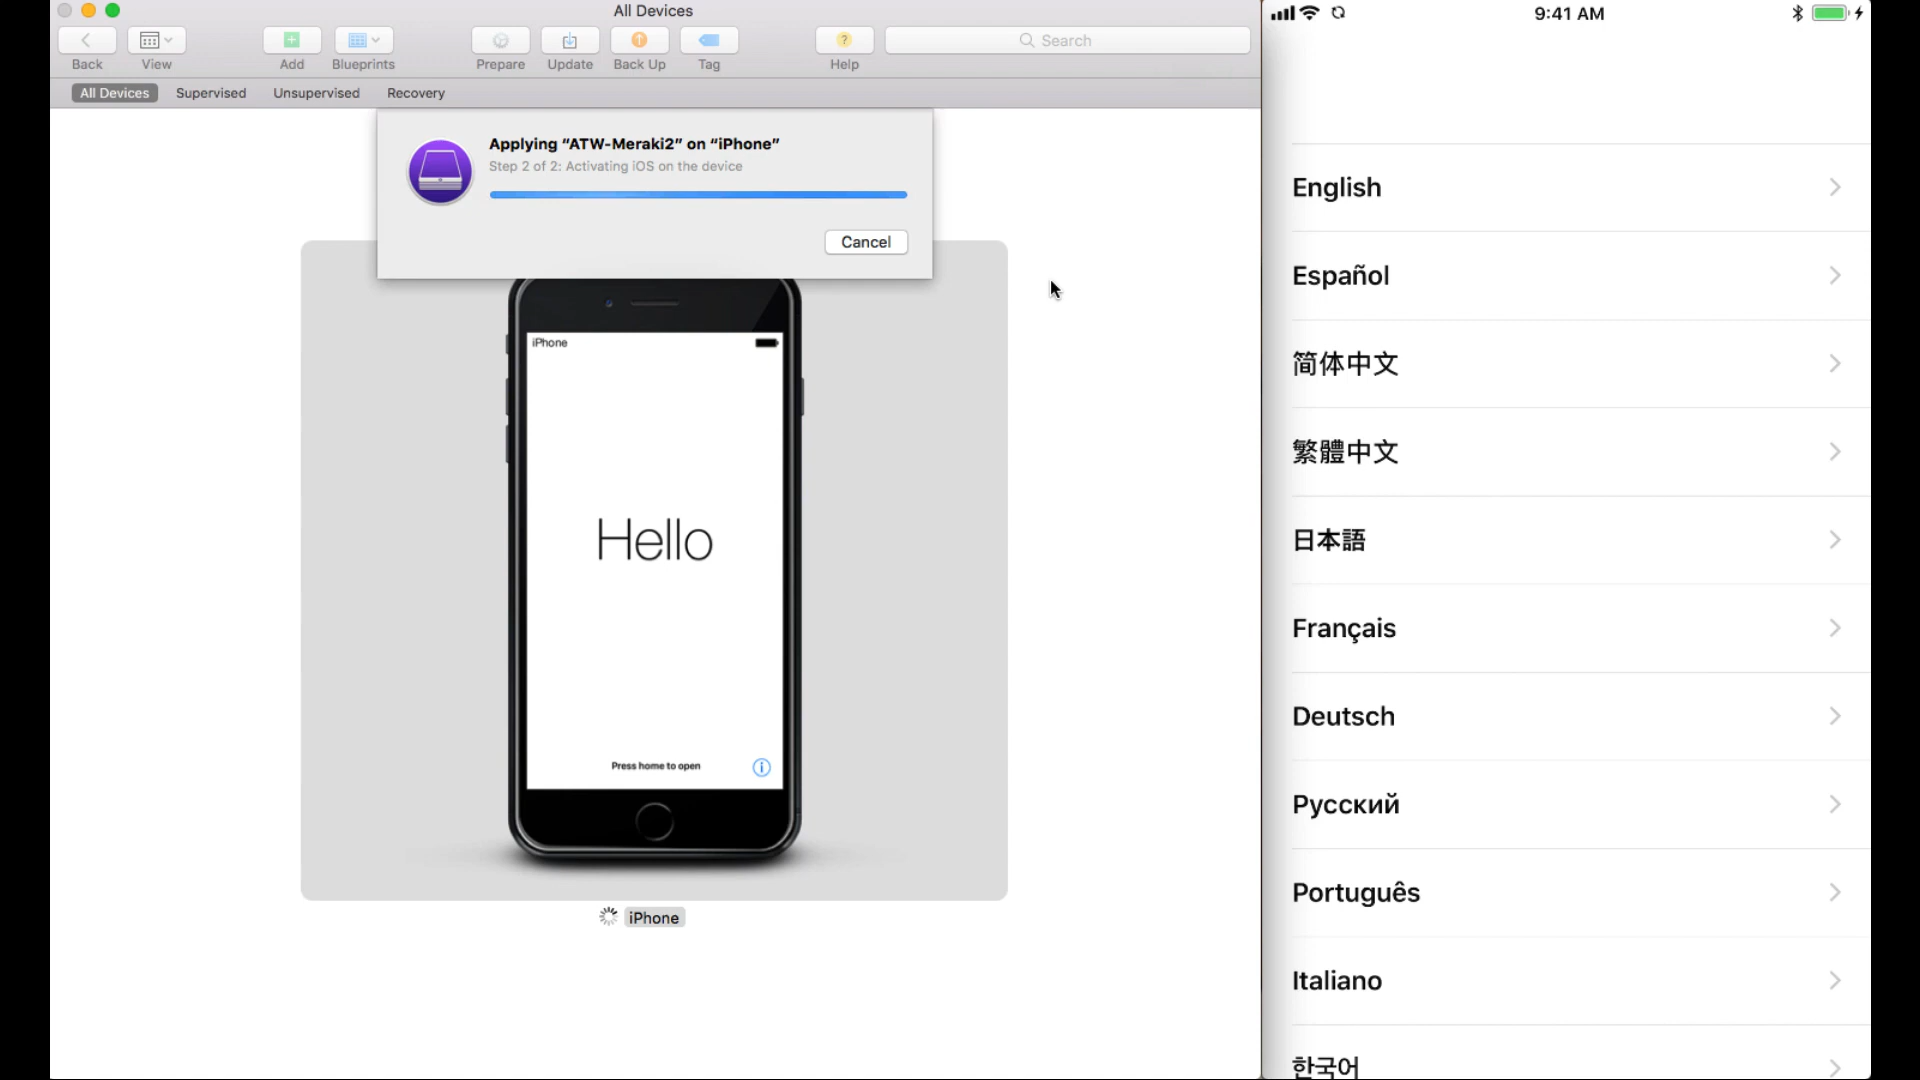 All Devices
Back
View
Add
Blueprints
Prepare
Update
Back Up
Tag
?
Help
Search
All Devices
Supervised
Unsupervised
Recovery
Applying “ATW-Meraki2” on “iPhone”
Step 2 of 2: Activating iOS on the device
Cancel
iPhone
Hello
Press home to open
i
iPhone
9:41 AM
English
Español
简体中文
繁體中文
日本語
Français
Deutsch
Русский
Português
Italiano
한국어